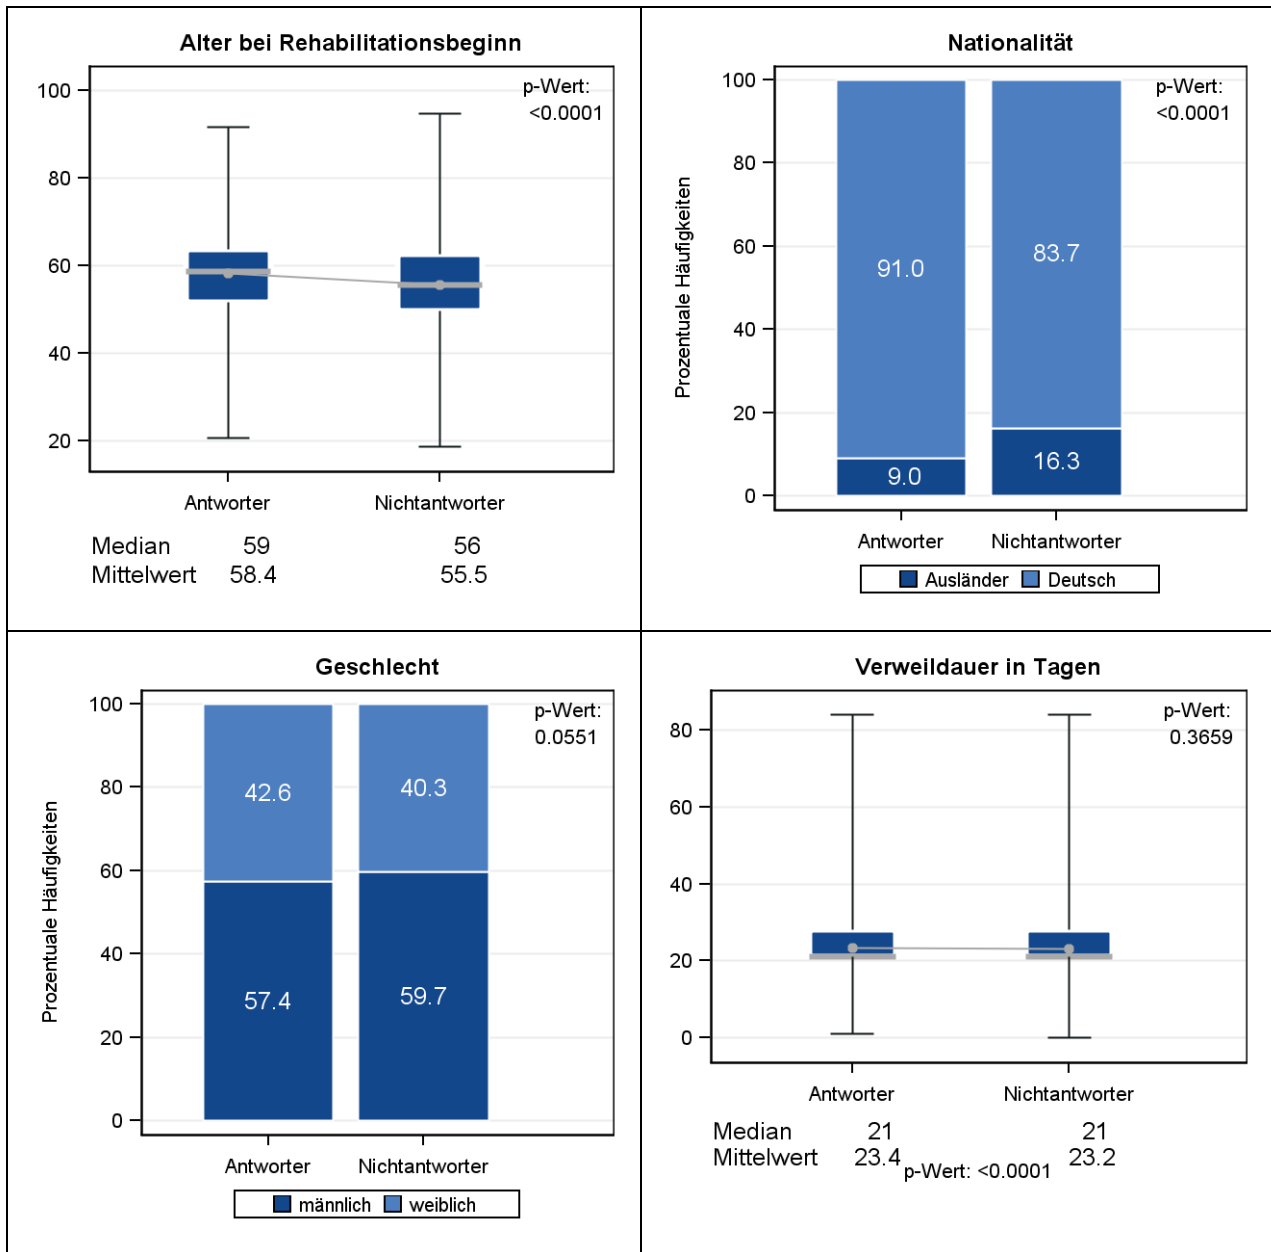 Alter bei Rehabilitationsbeginn
p-Wert:
<0.0001
100
80
60
40
20
Antworter Nichtantworter
Median 59 56
Mittelwert 58.4 55.5
Nationalität
p-Wert:
<0.0001
Prozentuale Häufigkeiten
100
80
60
40
20
0
91.0 83.7
9.0 16.3
Antworter Nichtantworter
Ausländer Deutsch
Geschlecht
p-Wert:
0.0551
Prozentuale Häufigkeiten
100
80
60
40
20
0
42.6 40.3
57.4 59.7
Antworter Nichtantworter
männlich weiblich
Verweildauer in Tagen
p-Wert:
0.3659
80
60
40
20
0
Antworter Nichtantworter
Median 21 21
Mittelwert 23.4 23.2
p-Wert: <0.0001